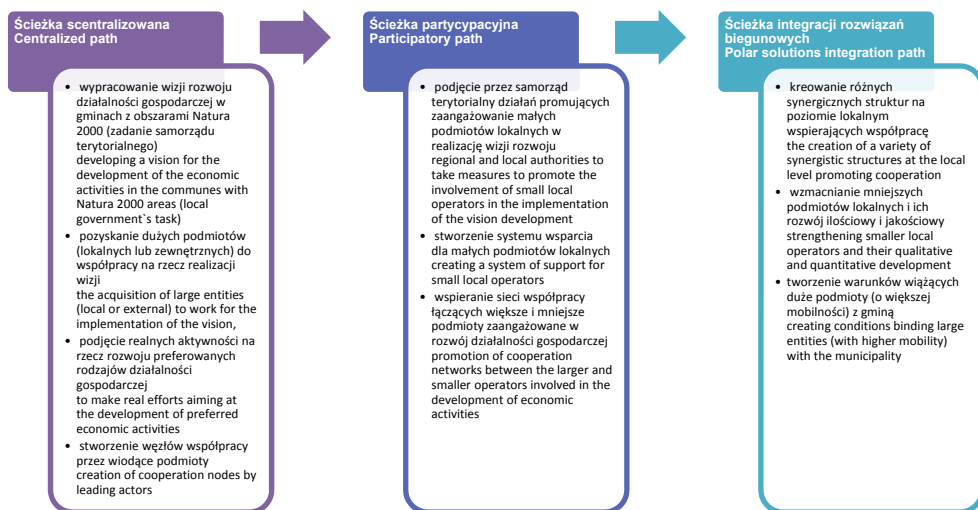 Ścieżka scentralizowana
Centralized path
• wypracowanie wizji rozwoju
działalności gospodarczej w
gminach z obszarami Natura
2000 (zadanie samorządu
terytorialnego)
developing a vision for the
development of the economic
activities in the communes with
Natura 2000 areas (local
government`s task)
• pozyskanie dużych podmiotów
(lokalnych lub zewnętrznych) do
współpracy na rzecz realizacji
wizji
the acquisition of large entities
(local or external) to work for the
implementation of the vision,
• podjęcie realnych aktywności na
rzecz rozwoju preferowanych
rodzajów działalności
gospodarczej
to make real efforts aiming at
the development of preferred
economic activities
• stworzenie węzłów współpracy
przez wiodące podmioty
creation of cooperation nodes by
leading actors
Ścieżka partycypacyjna
Participatory path
• podjęcie przez samorząd
terytorialny działań promujących
zaangażowanie małych
podmiotów lokalnych w
realizację wizji rozwoju
regional and local authorities to
take measures to promote the
involvement of small local
operators in the implementation
of the vision development
• stworzenie systemu wsparcia
dla małych podmiotów lokalnych
creating a system of support for
small local operators
• wspieranie sieci współpracy
łączących większe i mniejsze
podmioty zaangażowane w
rozwój działalności gospodarczej
promotion of cooperation
networks between the larger and
smaller operators involved in the
development of economic
activities
Ścieżka integracji rozwiązań
biegunowych
Polar solutions integration path
• kreowanie różnych
synergicznych struktur na
poziomie lokalnym
wspierających współpracę
the creation of a variety of
synergistic structures at the local
level promoting cooperation
• wzmacnianie mniejszych
podmiotów lokalnych i ich
rozwój ilościowy i jakościowy
strengthening smaller local
operators and their qualitative
and quantitative development
• tworzenie warunków wiążących
duże podmioty (o większej
mobilności) z gminą
creating conditions binding large
entities (with higher mobility)
with the municipality